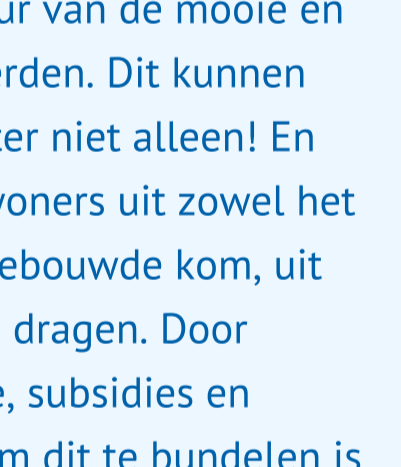 ur van de mooie en
erden. Dit kunnen
ter niet alleen! En
woners uit zowel het
ebouwde kom, uit
dragen. Door
e, subsidies en
m dit te bundelen is